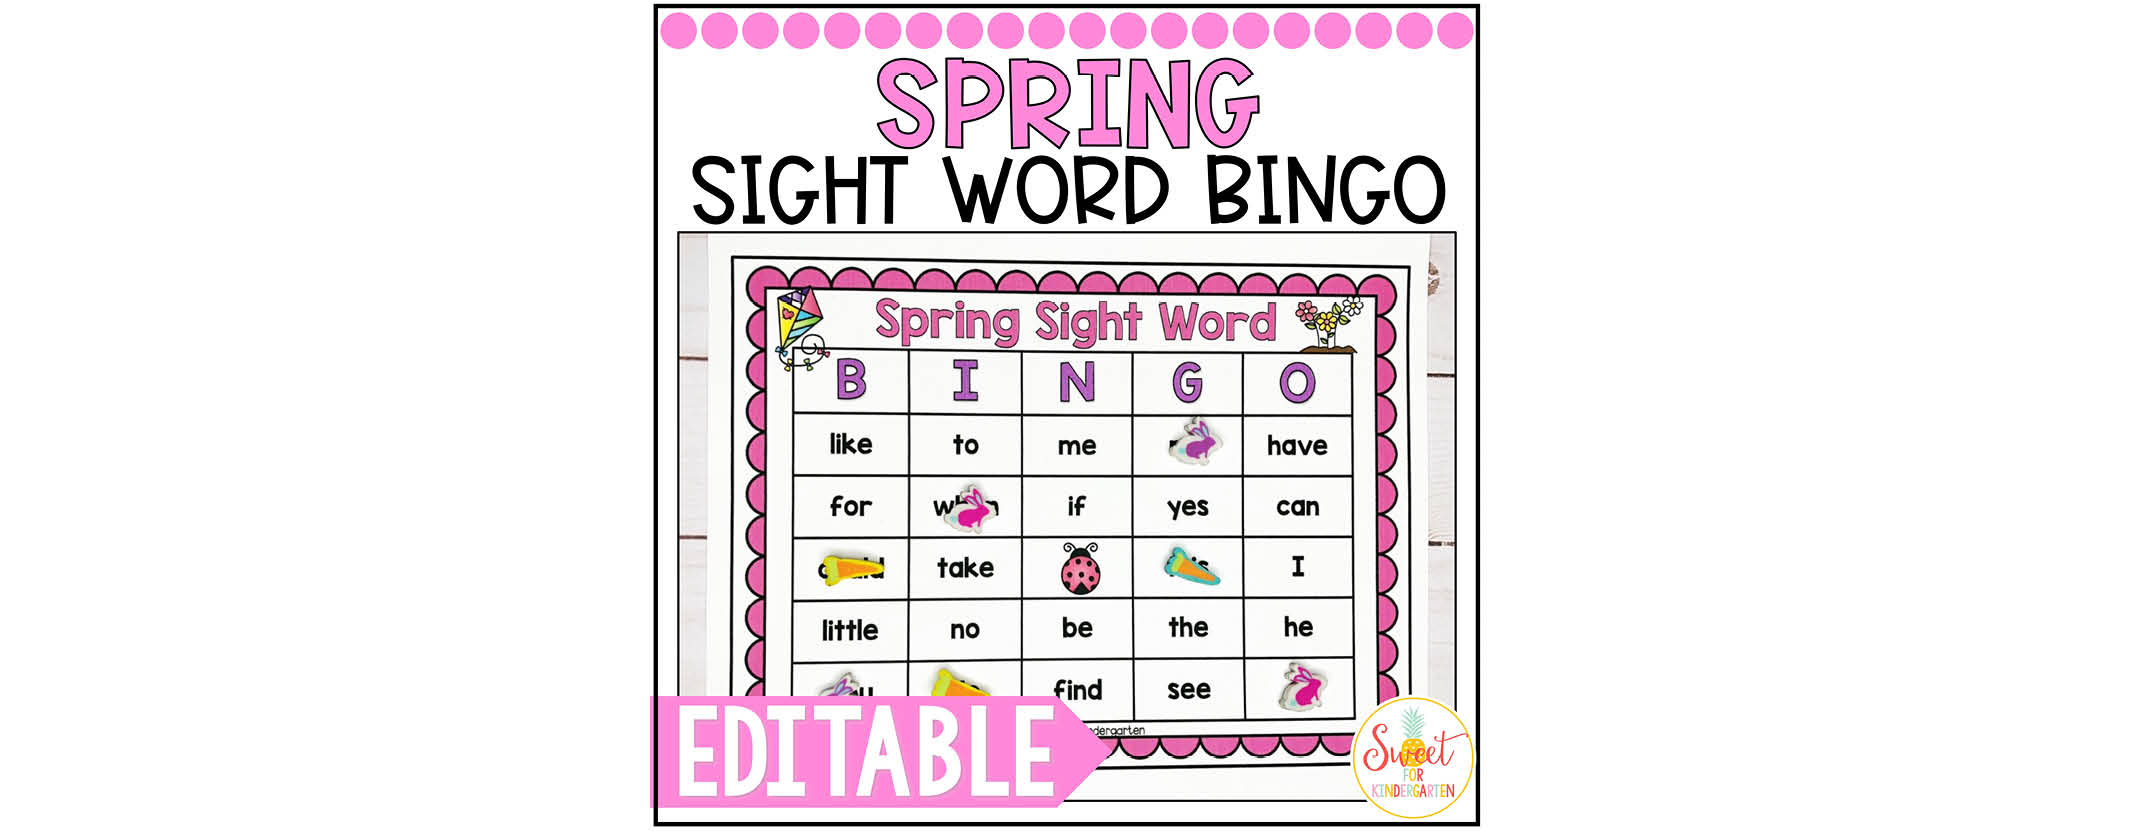 SPRING
SIGHT WORD BINGO
Spring Sight Word
B I N G O
like to me have
for if yes can
take I
little no be the he
find see
EDITABLE
Sweet
FOR
KINDERGARTEN